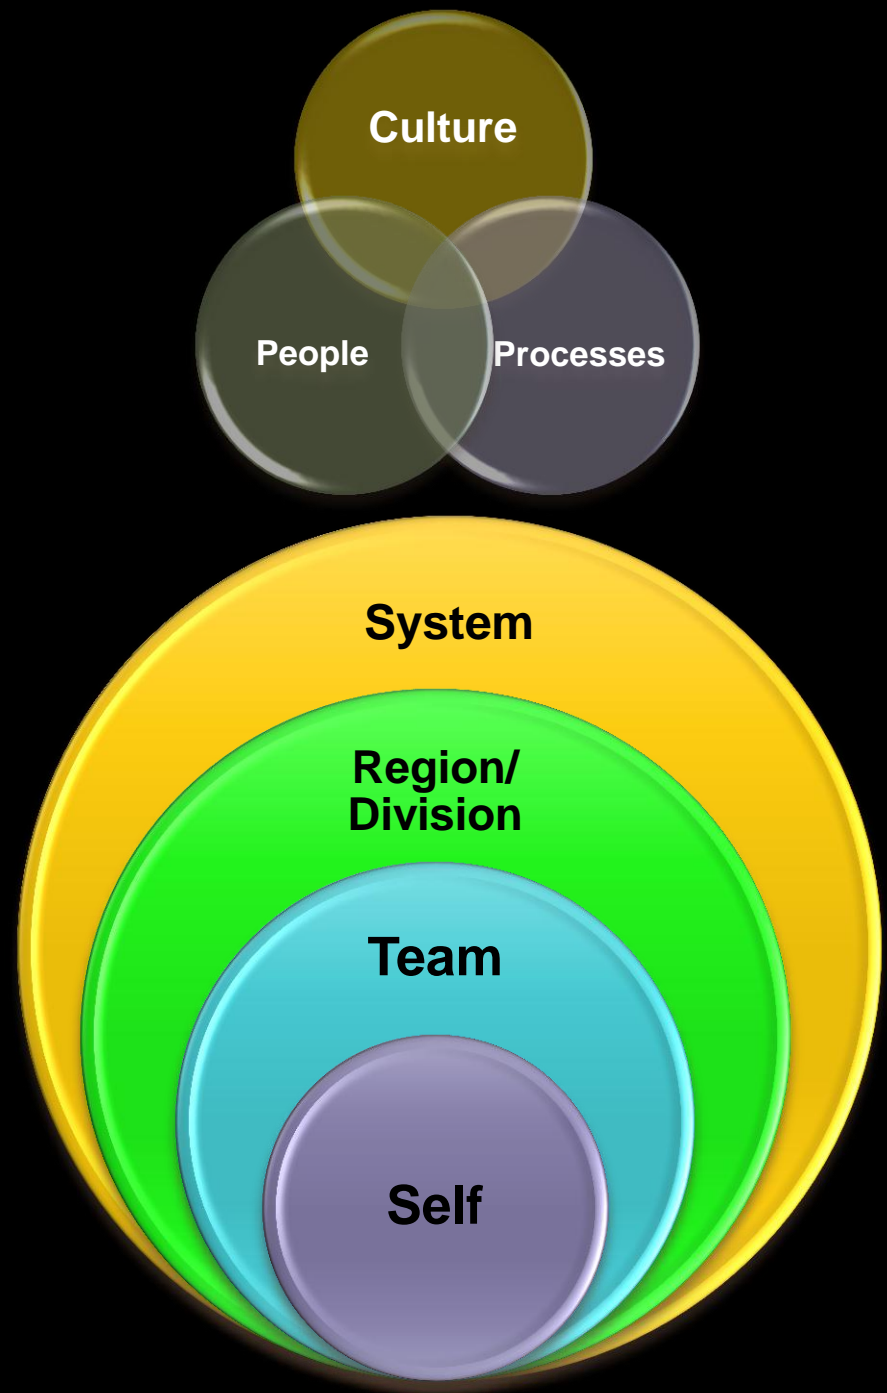 Culture
People
Processes
System
Region/
Division
Team
Self